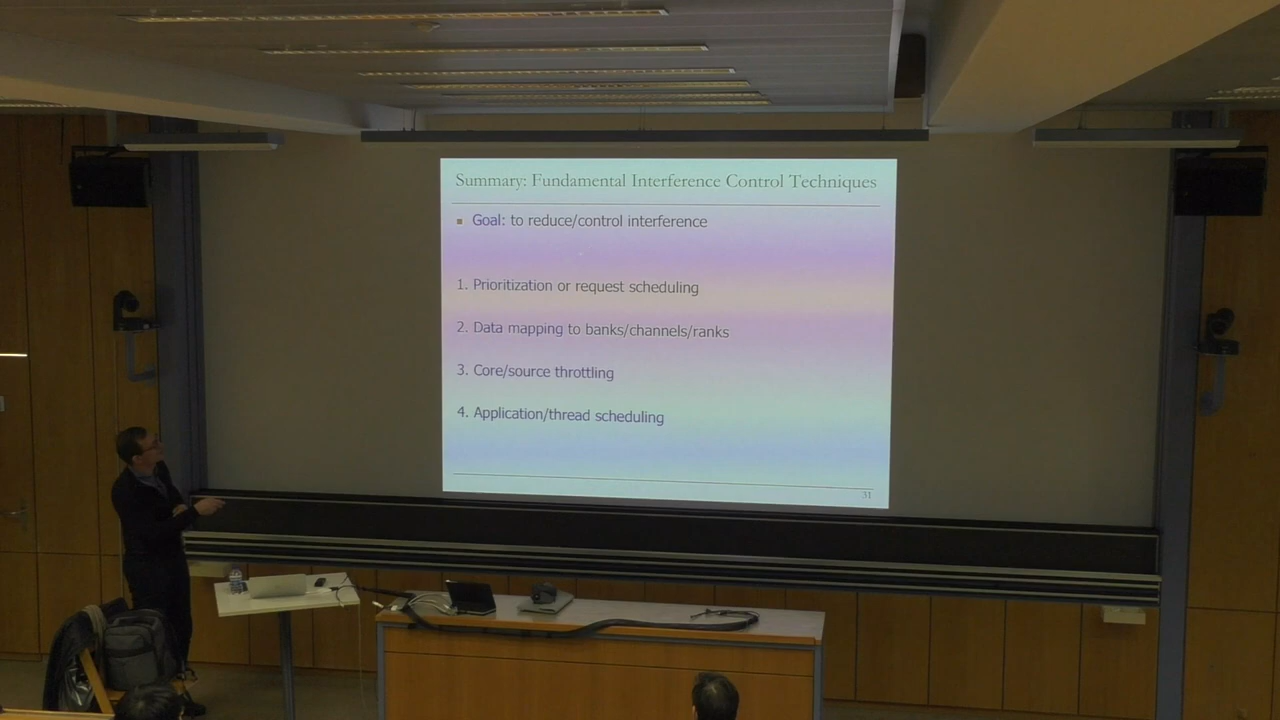 Summary: Fundamental Interference Control Techniques
Goal: to reduce/control interference
1. Prioritization or request scheduling
2. Data mapping to banks/channels/ranks
3. Core/source throttling
4. Application/thread scheduling
31